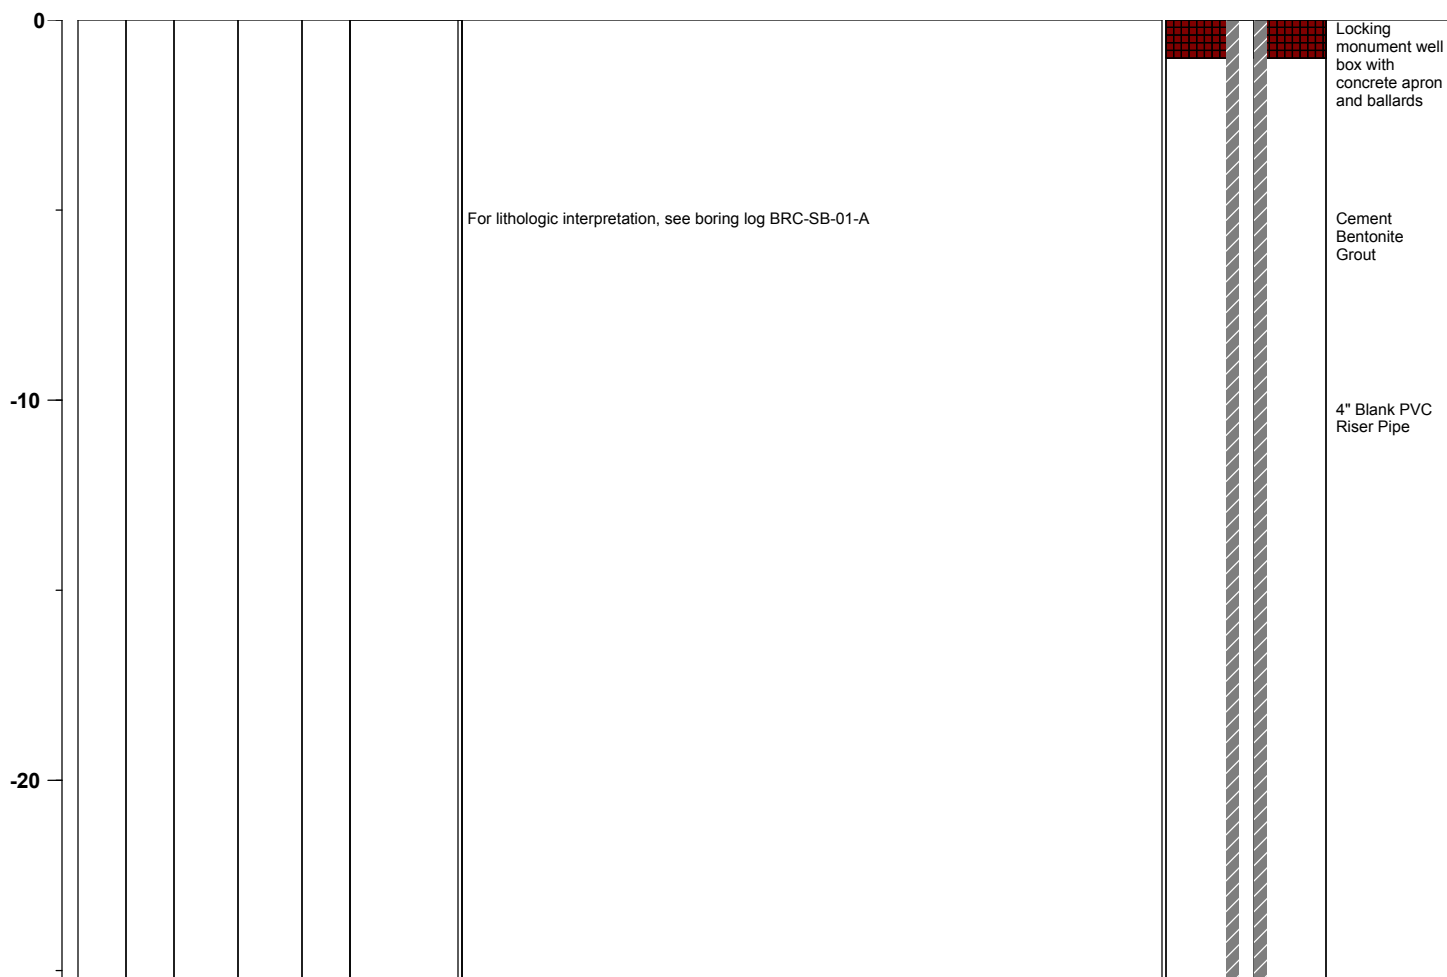 0
Locking
monument well
box with
concrete apron
and ballards
For lithologic interpretation, see boring log BRC-SB-01-A
Cement
Bentonite
Grout
-10
4" Blank PVC
Riser Pipe
-20